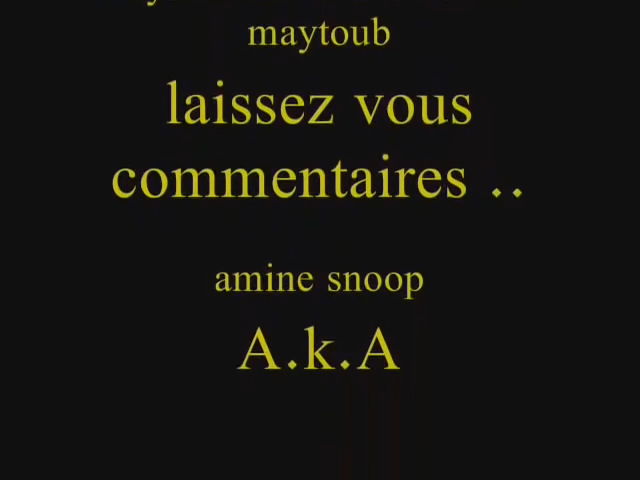 maytoub
laissez vous
commentaires ..
amine snoop
A.k.A